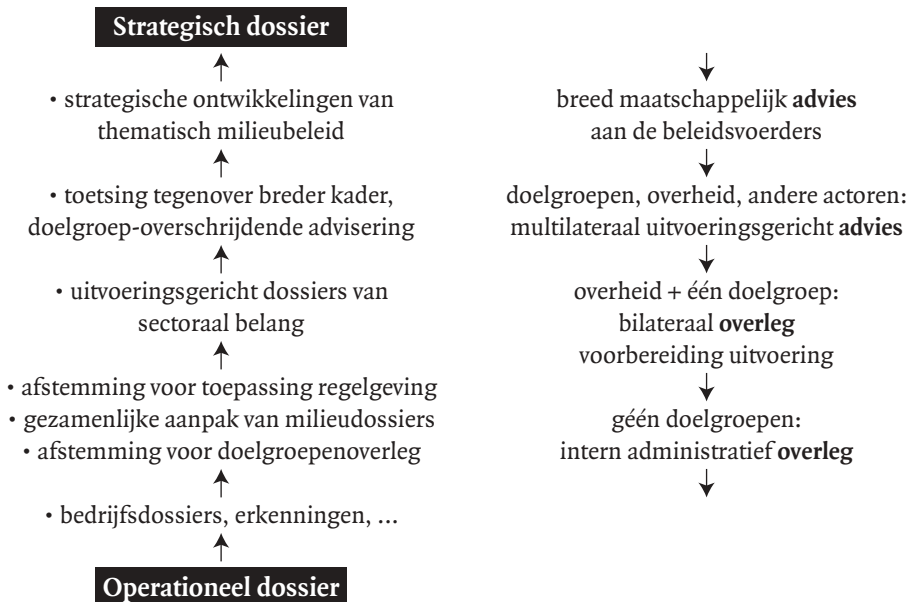 Strategisch dossier
• strategische ontwikkelingen van
thematisch milieubeleid
• toetsing tegenover breder kader,
doelgroep-overschrijdende advisering
• uitvoeringsgericht dossiers van
sectoraal belang
• afstemming voor toepassing regelgeving
• gezamenlijke aanpak van milieudossiers
• afstemming voor doelgroepenoverleg
• bedrijfsdossiers, erkenningen, ...
Operationeel dossier
breed maatschappelijk advies
aan de beleidsvoerders
doelgroepen, overheid, andere actoren:
multilateraal uitvoeringsgericht advies
overheid + één doelgroep:
bilateraal overleg
voorbereiding uitvoering
géén doelgroepen:
intern administratief overleg